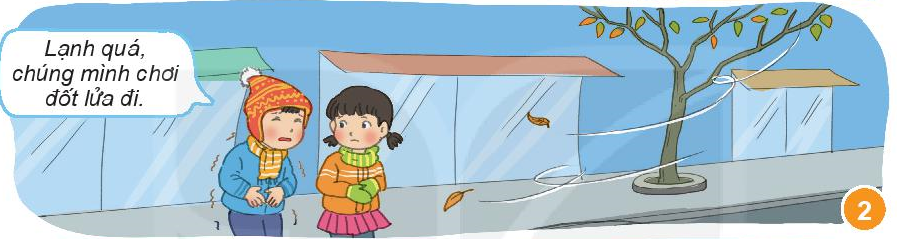 Lạnh quá,
chúng mình chơi
đốt lửa đi.
2